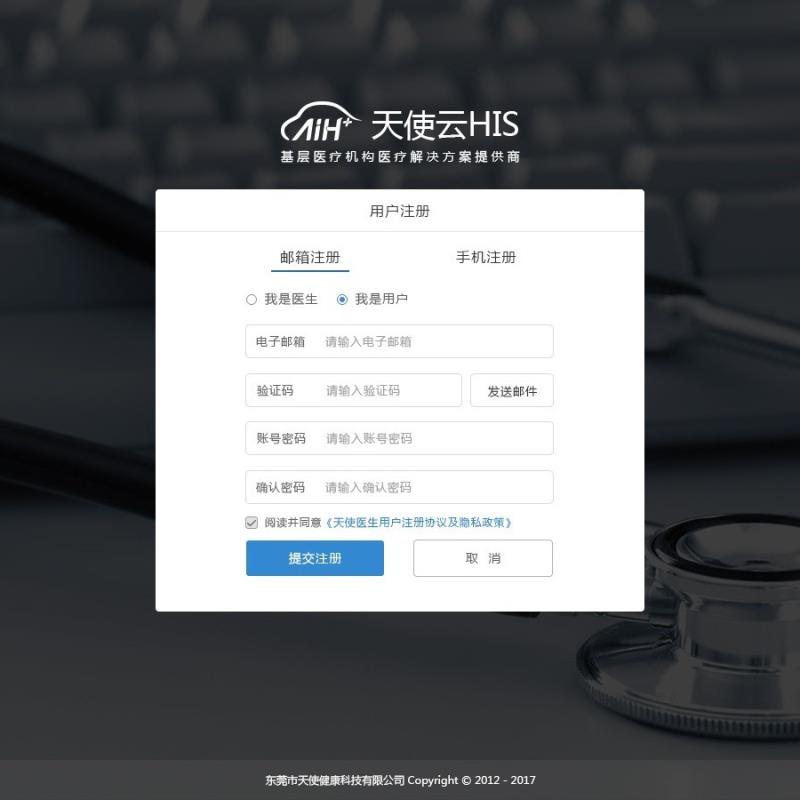 AIH+ 天使云HIS
基层医疗机构医疗解决方案提供商
用户注册
邮箱注册 手机注册
我是医生 我是用户
电子邮箱 请输入电子邮箱
验证码 请输入验证码 发送邮件
账号密码 请输入账号密码
确认密码 请输入确认密码
阅读并同意《天使医生用户注册协议及隐私政策》
提交注册 取 消
东莞市天使健康科技有限公司 Copyright © 2012 - 2017